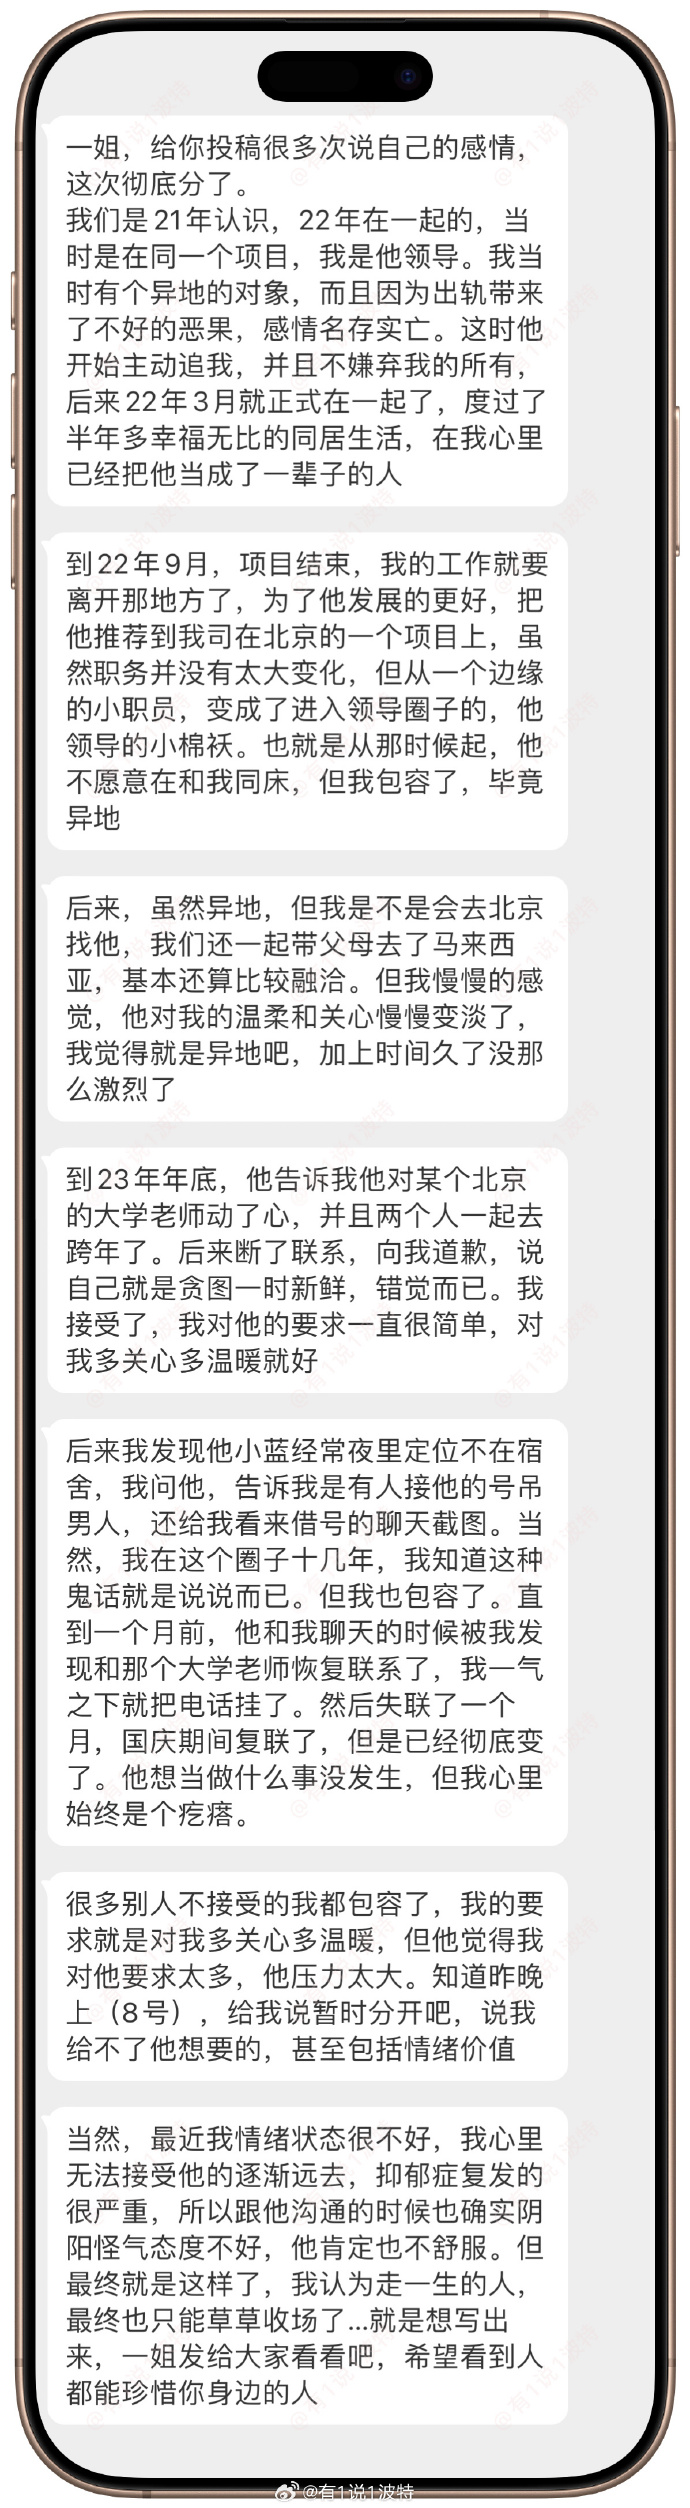 一姐，给你投稿很多次说自己的感情，
这次彻底分了。
我们是21年认识，22年在一起的，当
时是在同一个项目，我是他领导。我当
时有个异地的对象，而且因为出轨带来
了不好的恶果，感情名存实亡。这时他
开始主动追我，并且不嫌弃我的所有，
后来22年3月就正式在一起了，度过了
半年多幸福无比的同居生活，在我心里
已经把他当成了一辈子的人
到22年9月，项目结束，我的工作就要
离开那地方了，为了他发展的更好，把
他推荐到我司在北京的一个项目上，虽
然职务并没有太大变化，但从一个边缘
的小职员，变成了进入领导圈子的，他
领导的小棉袄。也就是从那时候起，他
不愿意在和我同床，但我包容了，毕竟
异地
后来，虽然异地，但我是不是会去北京
找他，我们还一起带父母去了马来西
亚，基本还算比较融洽。但我慢慢的感
觉，他对我的温柔和关心慢慢变淡了，
我觉得就是异地吧，加上时间久了没那
么激烈了
到23年年底，他告诉我他对某个北京
的大学老师动了心，并且两个人一起去
跨年了。后来断了联系，向我道歉，说
自己就是贪图一时新鲜，错觉而已。我
接受了，我对他的要求一直很简单，对
我多关心多温暖就好
后来我发现他小蓝经常夜里定位不在宿
舍，我问他，告诉我是有人接他的号吊
男人，还给我看来借号的聊天截图。当
然，我在这个圈子十几年，我知道这种
鬼话就是说说而已。但我也包容了。直
到一个月前，他和我聊天的时候被我发
现和那个大学老师恢复联系了，我一气
之下就把电话挂了。然后失联了一个
月，国庆期间复联了，但是已经彻底变
了。他想当做什么事没发生，但我心里
始终是个疙瘩。
很多别人不接受的我都包容了，我的要
求就是对我多关心多温暖，但他觉得我
对他要求太多，他压力太大。知道昨晚
上（8号），给我说暂时分开吧，说我
给不了他想要的，甚至包括情绪价值
当然，最近我情绪状态很不好，我心里
无法接受他的逐渐远去，抑郁症复发的
很严重，所以跟他沟通的时候也确实阴
阳怪气态度不好，他肯定也不舒服。但
最终就是这样了，我认为走一生的人，
最终也只能草草收场了...就是想写出
来，一姐发给大家看看吧，希望看到人
都能珍惜你身边的人
@有1说1波特